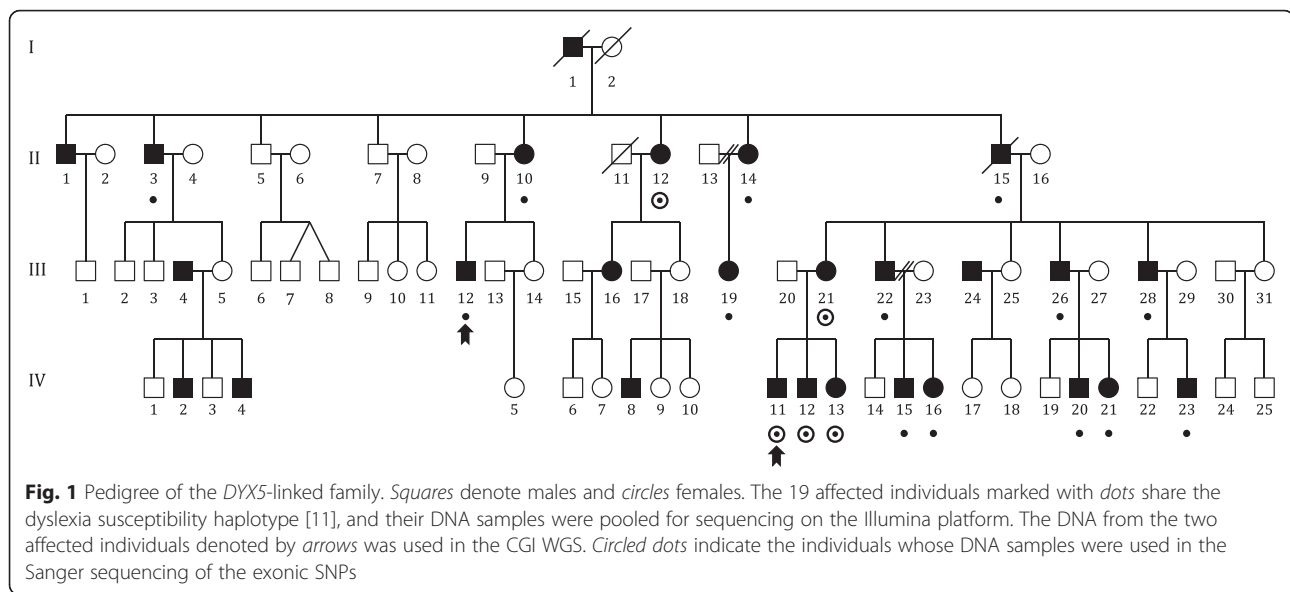 I
1 2
II
1 2 3 4 5 6 7 8 9 10 11 12 13 14 15 16
III
1 2 3 4 5 6 7 8 9 10 11 12 13 14 15 16 17 18 19 20 21 22 23 24 25 26 27 28 29 30 31
IV
1 2 3 4 5 6 7 8 9 10 11 12 13 14 15 16 17 18 19 20 21 22 23 24 25
Fig. 1 Pedigree of the DYX5-linked family. Squares denote males and circles females. The 19 affected individuals marked with dots share the
dyslexia susceptibility haplotype [11], and their DNA samples were pooled for sequencing on the Illumina platform. The DNA from the two
affected individuals denoted by arrows was used in the CGI WGS. Circled dots indicate the individuals whose DNA samples were used in the
Sanger sequencing of the exonic SNPs